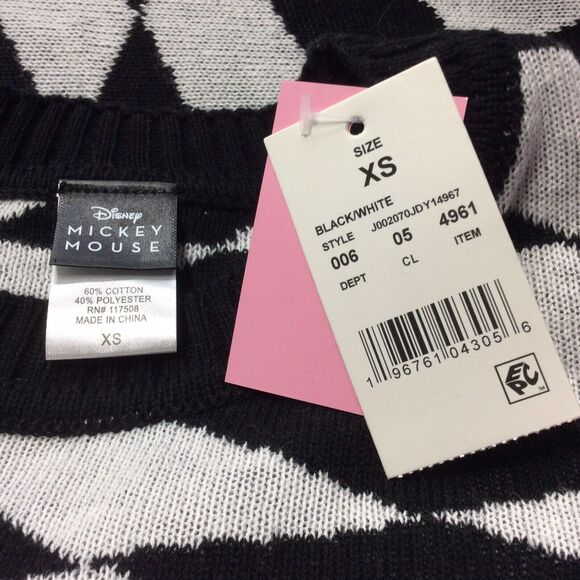 Disney
MICKEY
MOUSE
60% COTTON
40% POLYESTER
RN# 117508
MADE IN CHINA
XS
SIZE
XS
BLACK/WHITE
STYLE J002070JDY14967
006 05 4961
DEPT CL ITEM
1 96761 04305 6
EPC™